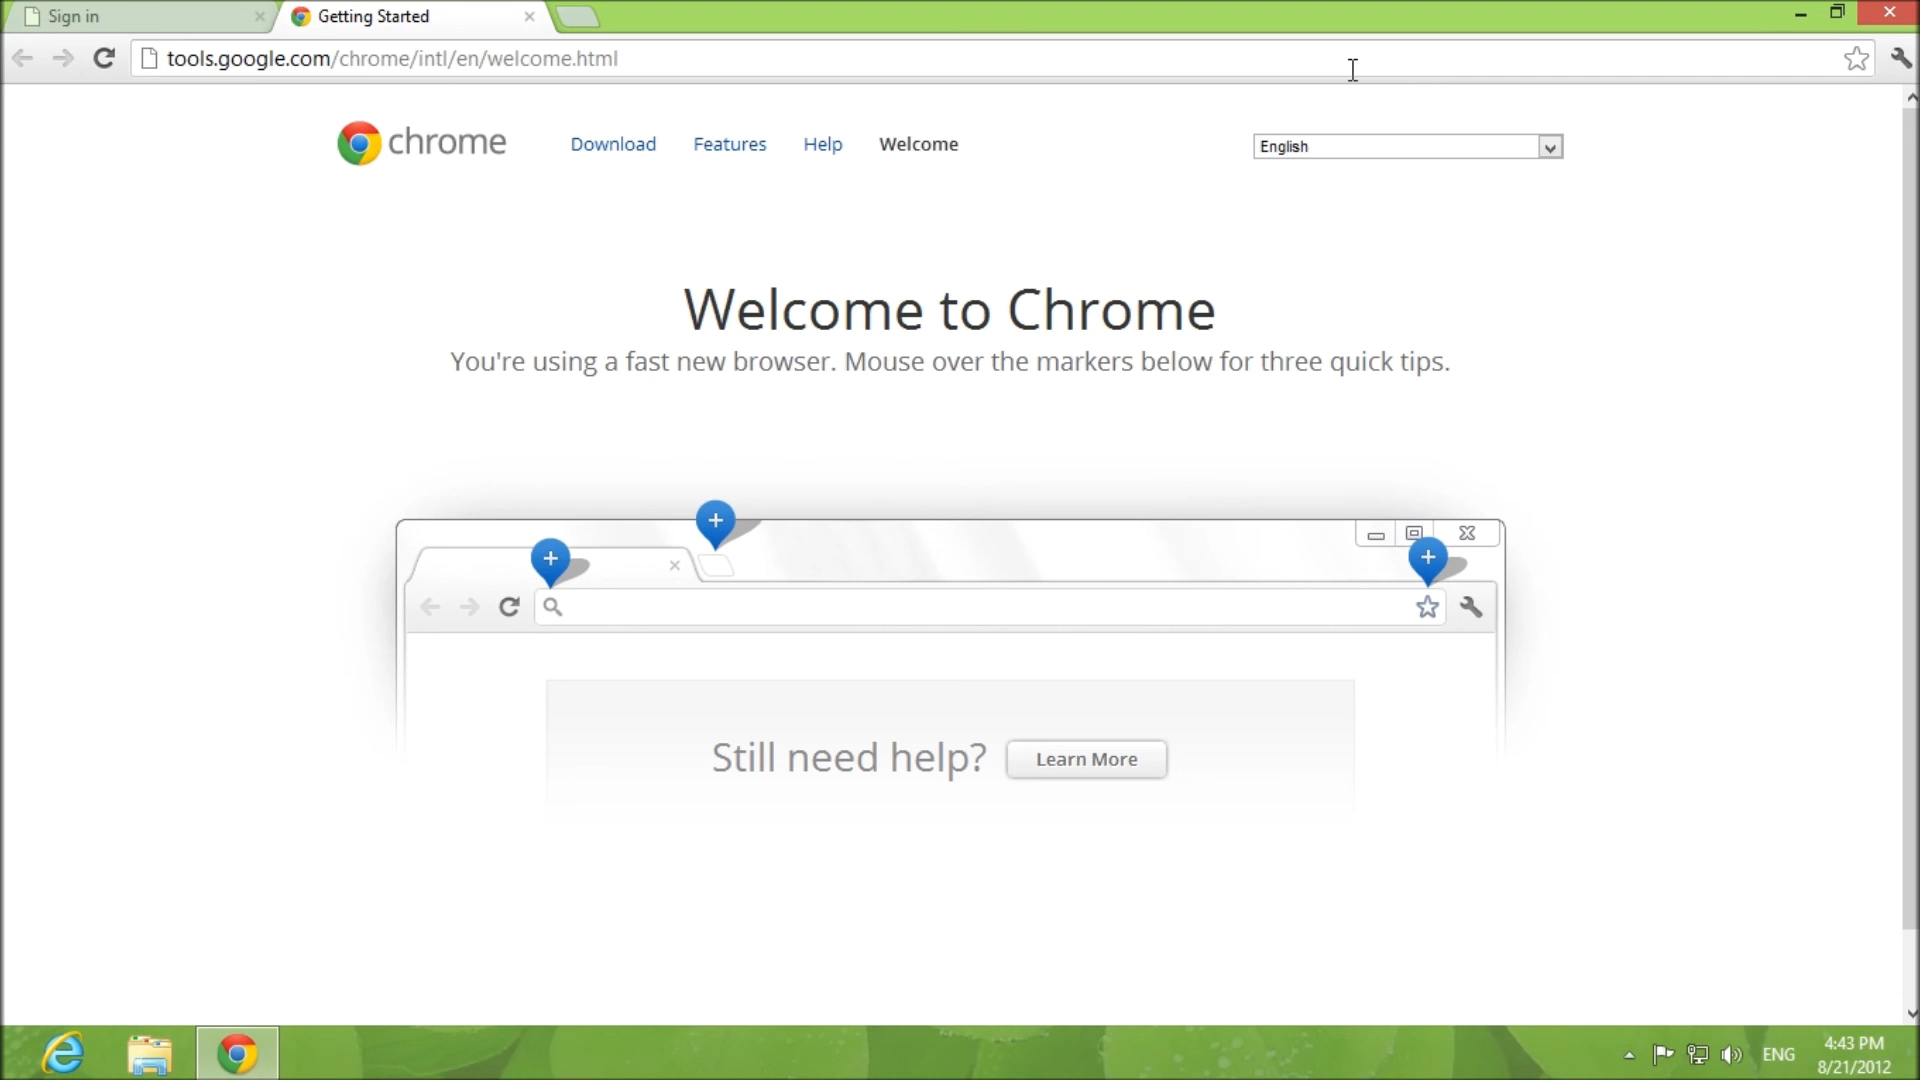 Sign in
Getting Started
tools.google.com/chrome/intl/en/welcome.html
chrome
Download
Features
Help
Welcome
English
Welcome to Chrome
You're using a fast new browser. Mouse over the markers below for three quick tips.
Still need help?
Learn More
ENG
4:43 PM
8/21/2012